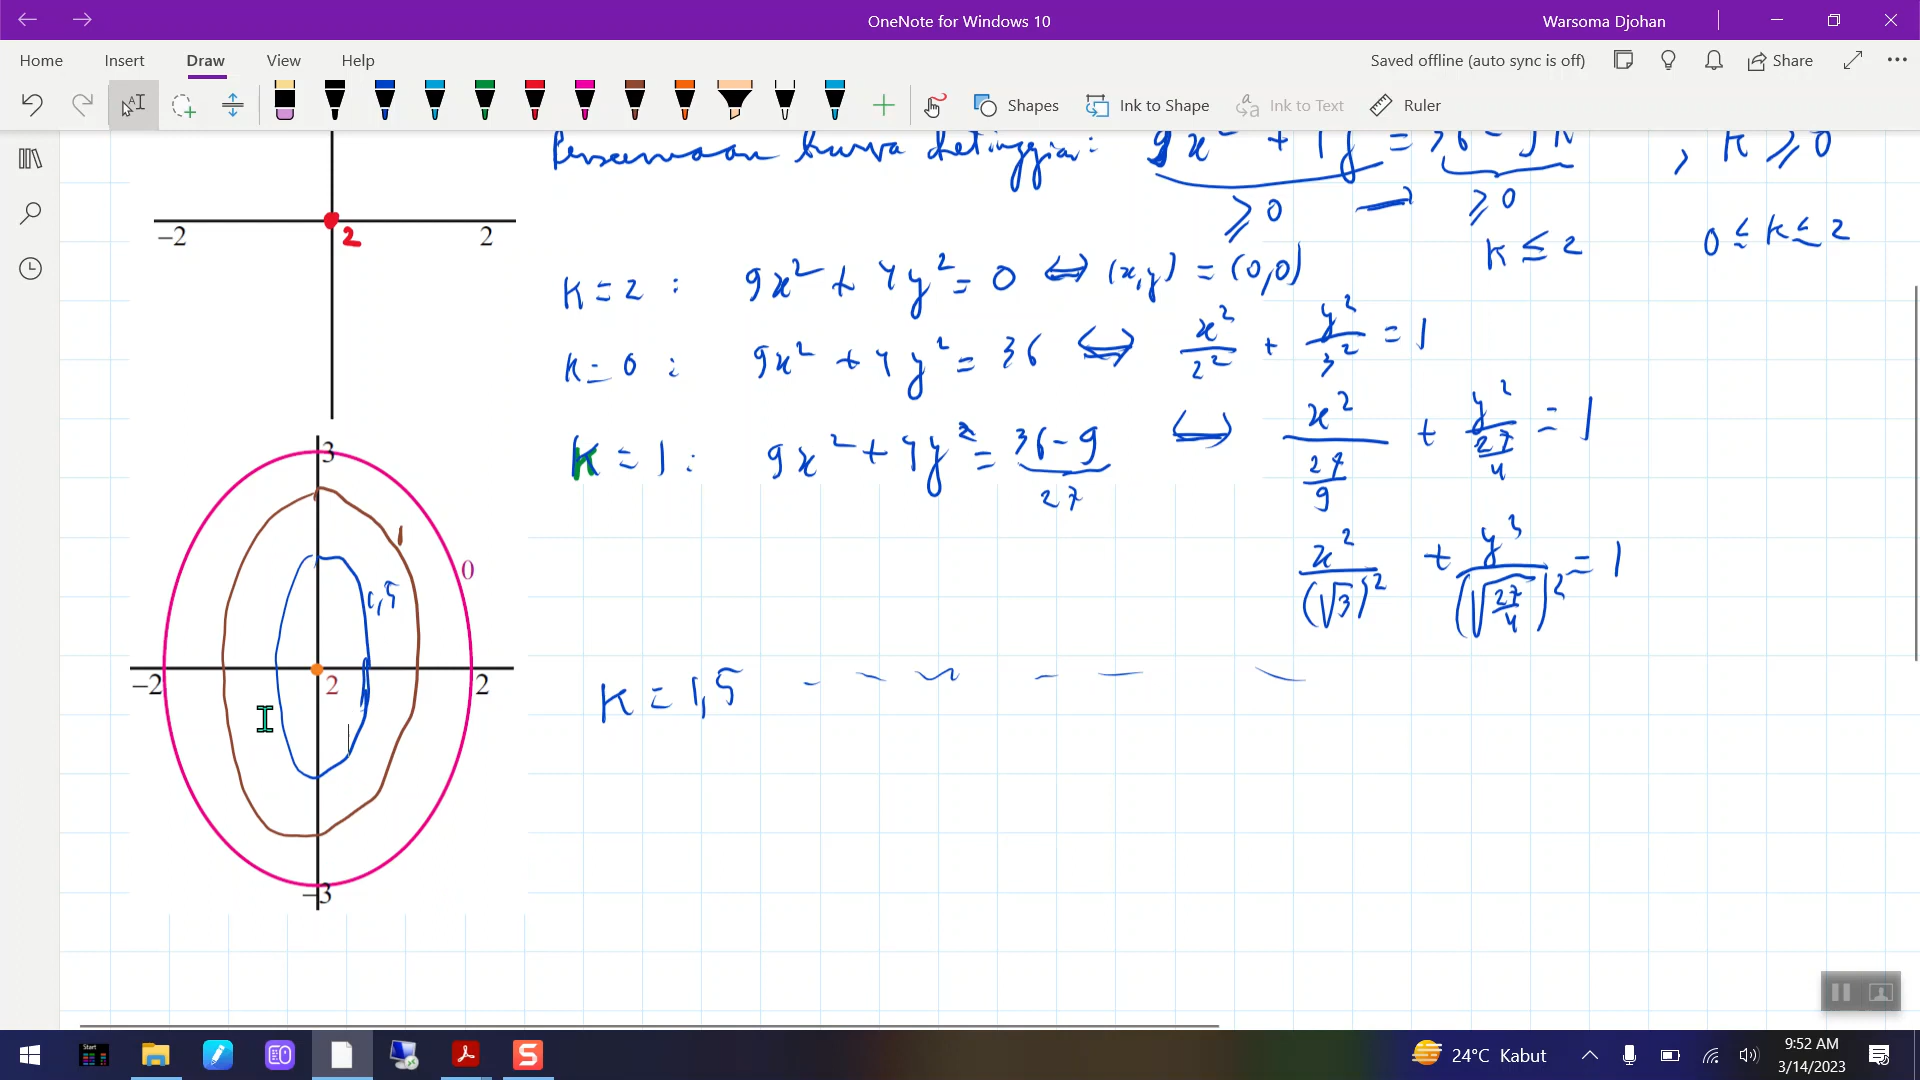 OneNote for Windows 10
Warsoma Djohan
Home Insert Draw View Help
Saved offline (auto sync is off) Share
Shapes Ink to Shape Ink to Text Ruler
kurva ketinggian: 9x² + 4y² = 36 - 9K , K ≥ 0
≥ 0 → ≥ 0
K ≤ 2 0 ≤ K ≤ 2
-2 2 2
K = 2 : 9x² + 4y² = 0 ⇔ (x,y) = (0,0)
K = 0 : 9x² + 4y² = 36 ⇔ x²/2² + y²/3² = 1
K = 1 : 9x² + 4y² = 36-9 ⇔ x²/(27/9) + y²/(27/4) = 1
27
x²/(√3)² + y³/(√(27/4))² = 1
K = 1,5
3
1
0
1,5
-2 2 2
-3
24°C Kabut
9:52 AM
3/14/2023
Start